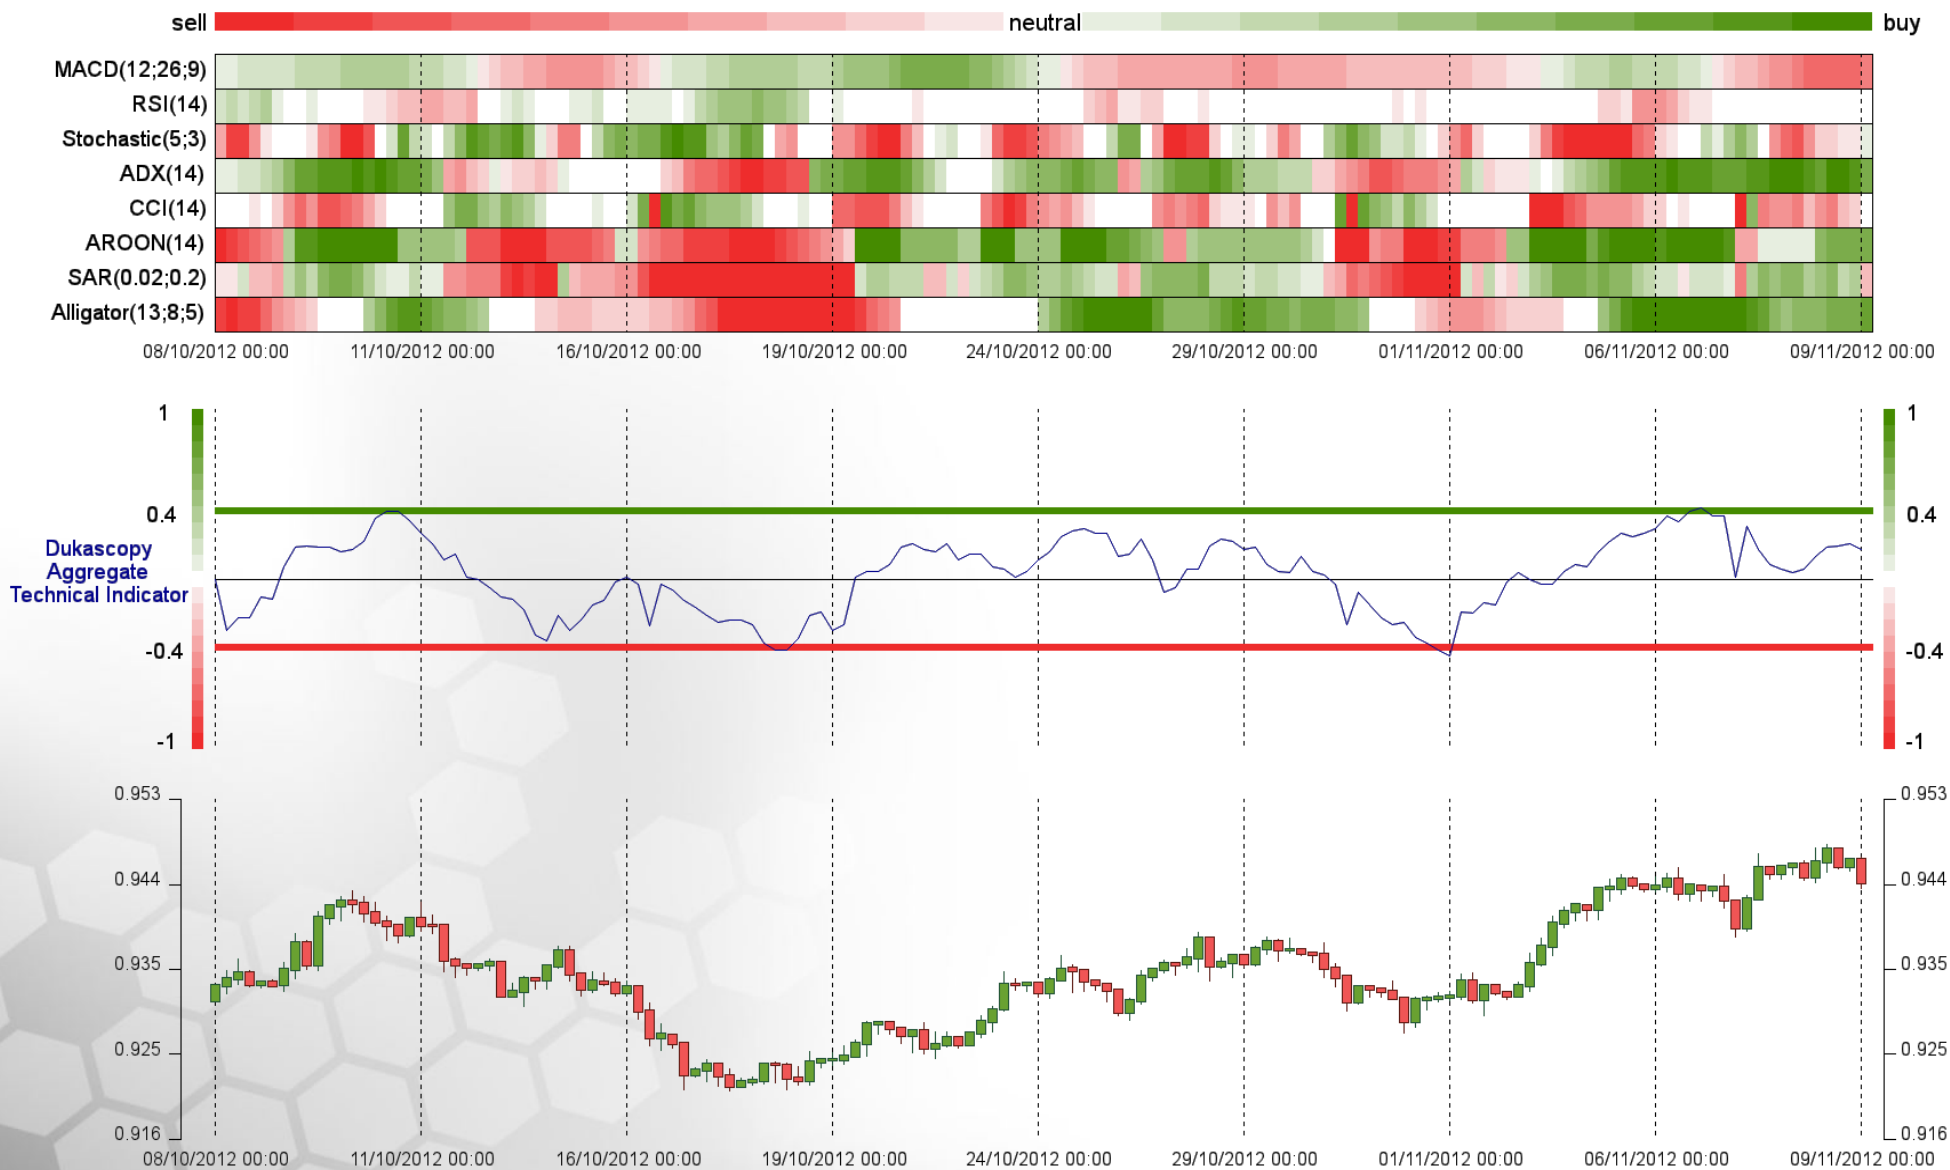 sell neutral buy
MACD(12;26;9)
RSI(14)
Stochastic(5;3)
ADX(14)
CCI(14)
AROON(14)
SAR(0.02;0.2)
Alligator(13;8;5)
08/10/2012 00:00 11/10/2012 00:00 16/10/2012 00:00 19/10/2012 00:00 24/10/2012 00:00 29/10/2012 00:00 01/11/2012 00:00 06/11/2012 00:00 09/11/2012 00:00
1 1
0.4 0.4
Dukascopy
Aggregate
Technical Indicator
-0.4 -0.4
-1 -1
0.953 0.953
0.944 0.944
0.935 0.935
0.925 0.925
0.916 0.916
08/10/2012 00:00 11/10/2012 00:00 16/10/2012 00:00 19/10/2012 00:00 24/10/2012 00:00 29/10/2012 00:00 01/11/2012 00:00 06/11/2012 00:00 09/11/2012 00:00